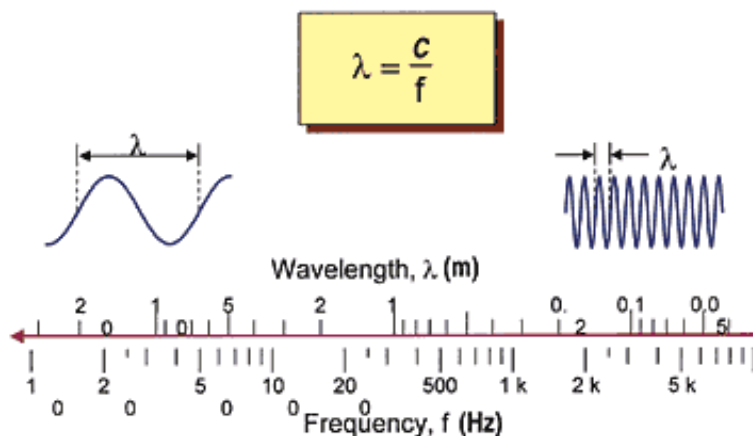 λ = c
f
λ
λ
Wavelength, λ (m)
2 1 5 2 1 0. 0,1 0,0
0 0 2 5
1 2 5 10 20 500 1 k 2 k 5 k
0 0 0 0 0
Frequency, f (Hz)